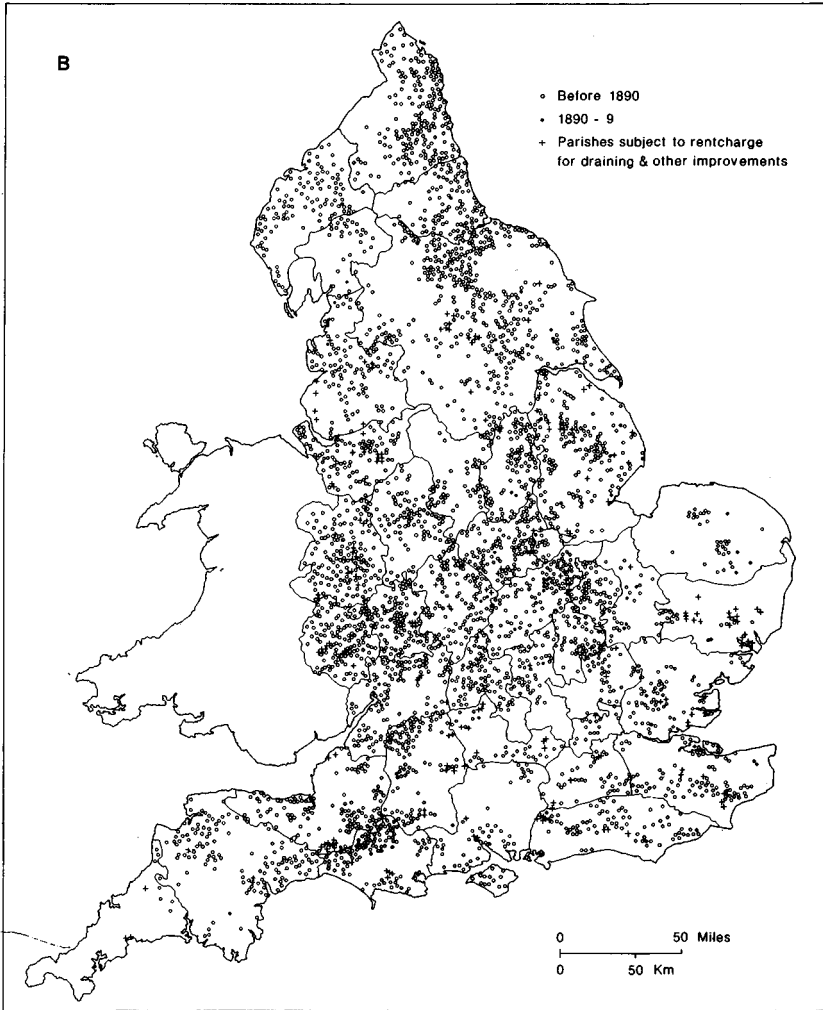 B
Before 1890
1890 - 9
Parishes subject to rentcharge
for draining & other improvements
0 50 Miles
0 50 Km